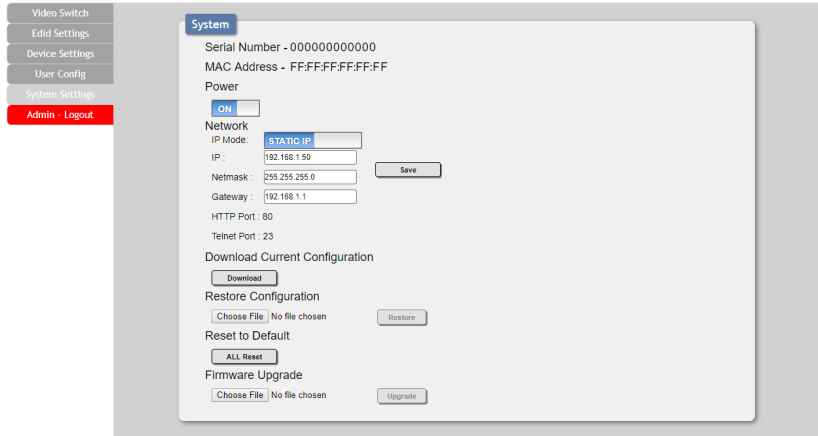 Video Switch
Edid Settings
Device Settings
User Config
System Settings
Admin - Logout
System
Serial Number - 000000000000
MAC Address - FF:FF:FF:FF:FF:FF
Power
ON
Network
IP Mode: STATIC IP
IP : 192.168.1.50
Save
Netmask : 255.255.255.0
Gateway : 192.168.1.1
HTTP Port : 80
Telnet Port : 23
Download Current Configuration
Download
Restore Configuration
Choose File No file chosen Restore
Reset to Default
ALL Reset
Firmware Upgrade
Choose File No file chosen Upgrade